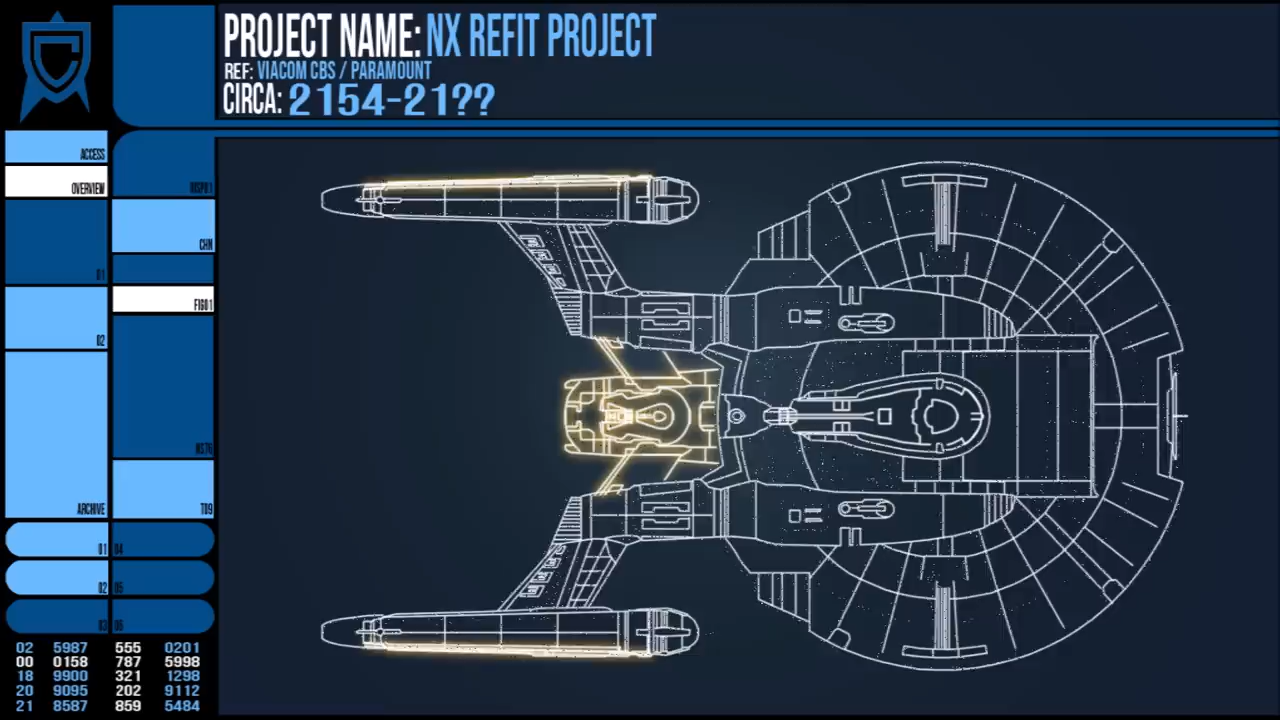 PROJECT NAME: NX REFIT PROJECT
REF: VIACOM CBS / PARAMOUNT
CIRCA: 2154-21??
ACCESS
OVERVIEW
01
02
ARCHIVE
CHN
FIG01
T09
01 04
02 05
03 06
02 5987 555 0201
00 0158 787 5998
18 9900 321 1298
20 9095 202 9112
21 8587 859 5484